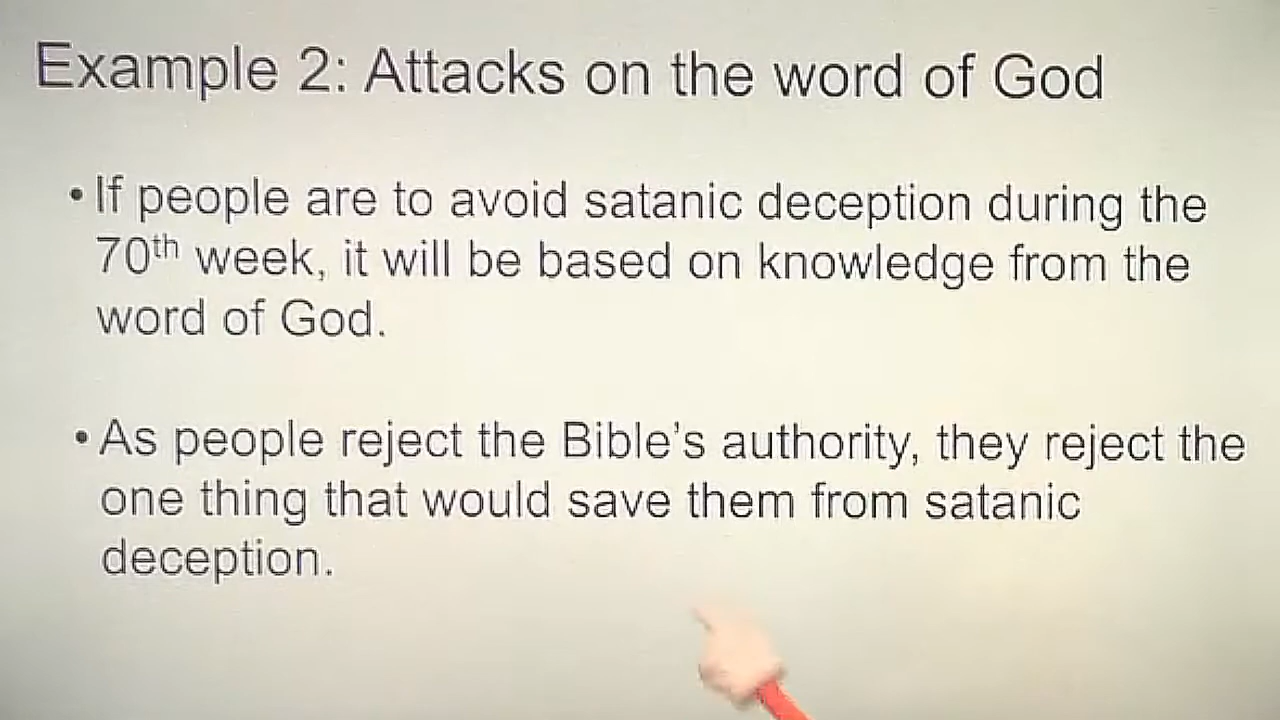 Example 2: Attacks on the word of God
• If people are to avoid satanic deception during the
70th week, it will be based on knowledge from the
word of God.
• As people reject the Bible's authority, they reject the
one thing that would save them from satanic
deception.